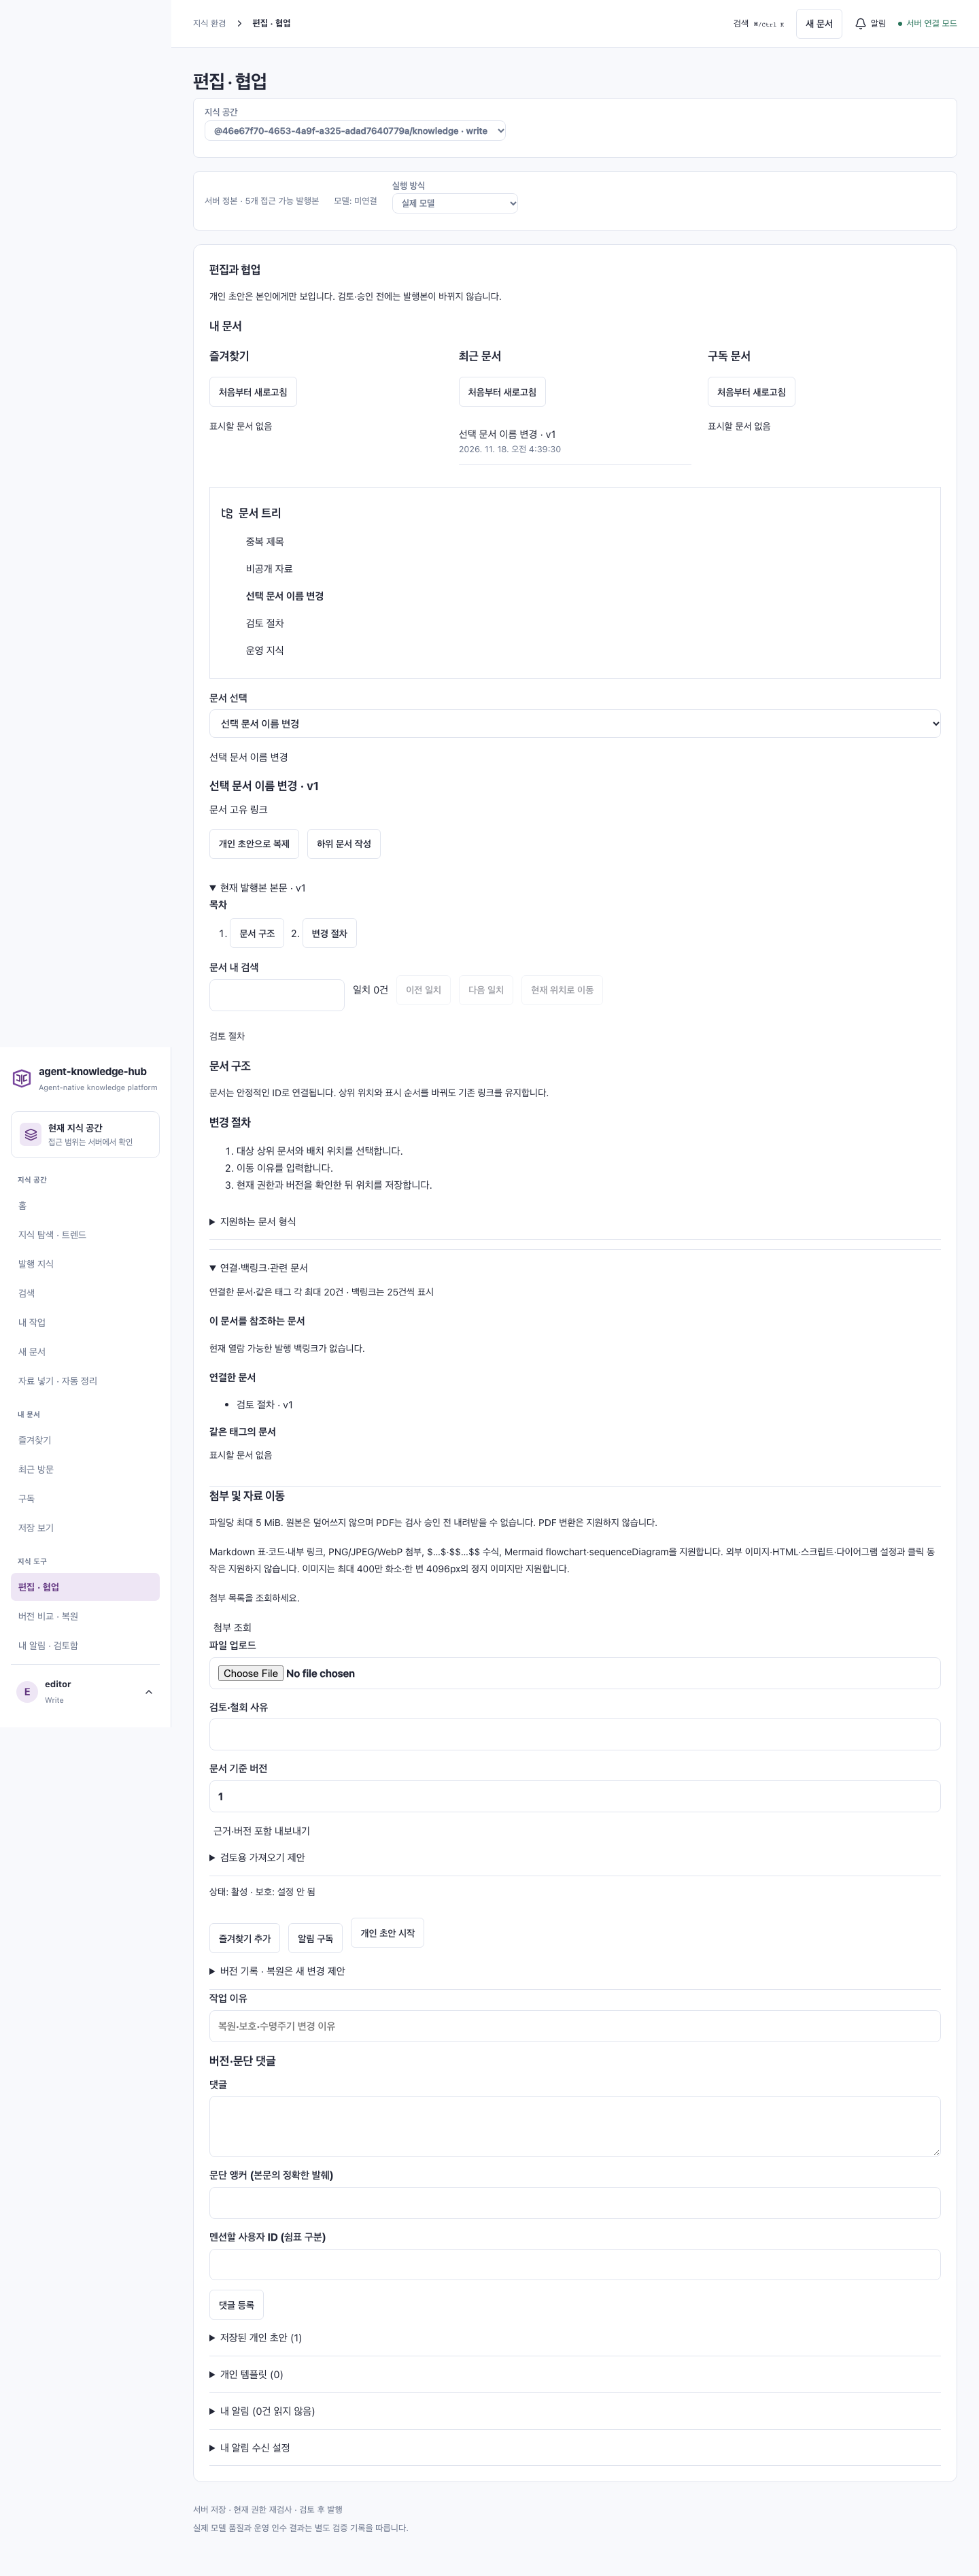 지식 환경 > 편집 · 협업
검색 ⌘/Ctrl K 새 문서 알림 서버 연결 모드
편집 · 협업
지식 공간
@46e67f70-4653-4a9f-a325-adad7640779a/knowledge · write
실행 방식
서버 정본 · 5개 접근 가능 발행본 모델: 미연결 실제 모델
편집과 협업
개인 초안은 본인에게만 보입니다. 검토·승인 전에는 발행본이 바뀌지 않습니다.
내 문서
즐겨찾기 최근 문서 구독 문서
처음부터 새로고침 처음부터 새로고침 처음부터 새로고침
표시할 문서 없음 선택 문서 이름 변경 · v1 표시할 문서 없음
2026. 11. 18. 오전 4:39:30
문서 트리
중복 제목
비공개 자료
선택 문서 이름 변경
검토 절차
운영 지식
문서 선택
선택 문서 이름 변경
선택 문서 이름 변경
선택 문서 이름 변경 · v1
문서 고유 링크
개인 초안으로 복제 하위 문서 작성
▼ 현재 발행본 본문 · v1
목차
1. 문서 구조 2. 변경 절차
문서 내 검색
일치 0건 이전 일치 다음 일치 현재 위치로 이동
검토 절차
문서 구조
문서는 안정적인 ID로 연결됩니다. 상위 위치와 표시 순서를 바꿔도 기존 링크를 유지합니다.
변경 절차
1. 대상 상위 문서와 배치 위치를 선택합니다.
2. 이동 이유를 입력합니다.
3. 현재 권한과 버전을 확인한 뒤 위치를 저장합니다.
▶ 지원하는 문서 형식
▼ 연결·백링크·관련 문서
연결한 문서·같은 태그 각 최대 20건 · 백링크는 25건씩 표시
이 문서를 참조하는 문서
현재 열람 가능한 발행 백링크가 없습니다.
연결한 문서
• 검토 절차 · v1
같은 태그의 문서
표시할 문서 없음
첨부 및 자료 이동
파일당 최대 5 MiB. 원본은 덮어쓰지 않으며 PDF는 검사 승인 전 내려받을 수 없습니다. PDF 변환은 지원하지 않습니다.
Markdown 표·코드·내부 링크, PNG/JPEG/WebP 첨부, $...$·$$...$$ 수식, Mermaid flowchart·sequenceDiagram을 지원합니다. 외부 이미지·HTML·스크립트·다이어그램 설정과 클릭 동
작은 지원하지 않습니다. 이미지는 최대 400만 화소·한 변 4096px의 정지 이미지만 지원합니다.
첨부 목록을 조회하세요.
첨부 조회
파일 업로드
Choose File No file chosen
검토·철회 사유
문서 기준 버전
1
근거·버전 포함 내보내기
▶ 검토용 가져오기 제안
상태: 활성 · 보호: 설정 안 됨
즐겨찾기 추가 알림 구독 개인 초안 시작
▶ 버전 기록 · 복원은 새 변경 제안
작업 이유
복원·보호·수명주기 변경 이유
버전·문단 댓글
댓글
문단 앵커 (본문의 정확한 발췌)
멘션할 사용자 ID (쉼표 구분)
댓글 등록
▶ 저장된 개인 초안 (1)
▶ 개인 템플릿 (0)
▶ 내 알림 (0건 읽지 않음)
▶ 내 알림 수신 설정
서버 저장 · 현재 권한 재검사 · 검토 후 발행
실제 모델 품질과 운영 인수 결과는 별도 검증 기록을 따릅니다.
agent-knowledge-hub
Agent-native knowledge platform
현재 지식 공간
접근 범위는 서버에서 확인
지식 공간
홈
지식 탐색 · 트렌드
발행 지식
검색
내 작업
새 문서
자료 넣기 · 자동 정리
내 문서
즐겨찾기
최근 방문
구독
저장 보기
지식 도구
편집 · 협업
버전 비교 · 복원
내 알림 · 검토함
E
editor
Write